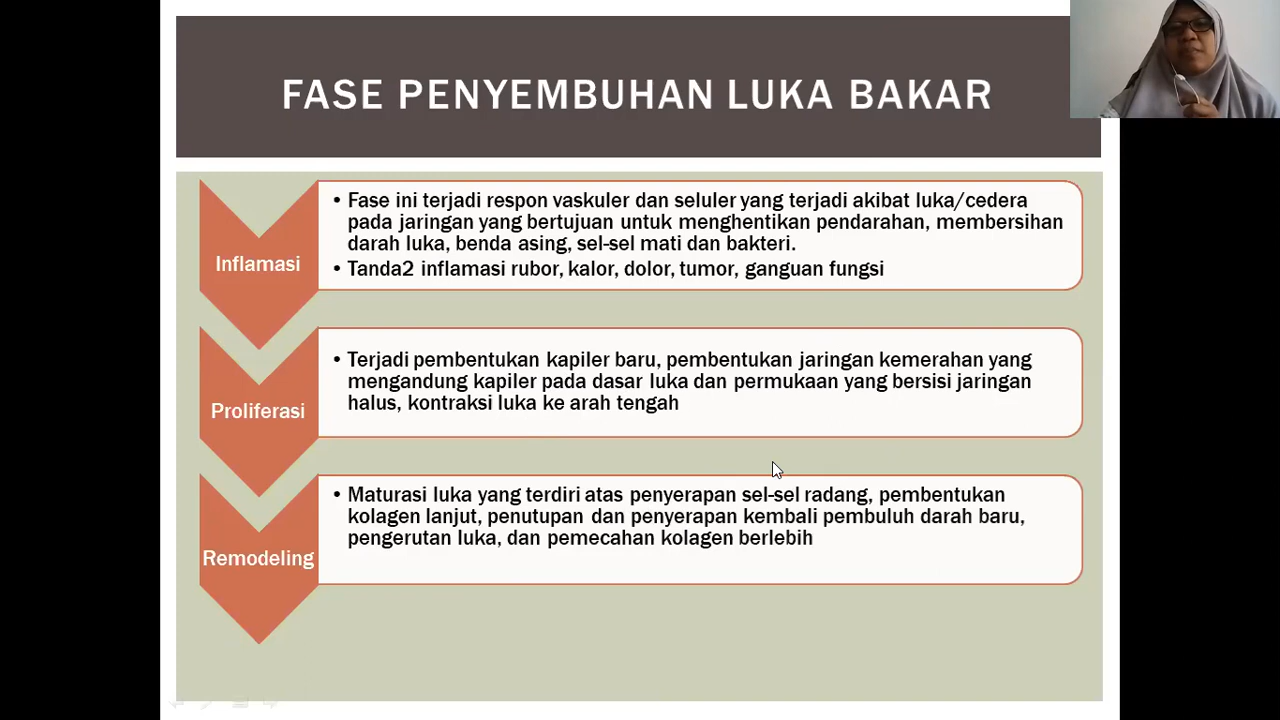 FASE PENYEMBUHAN LUKA BAKAR
Inflamasi
• Fase ini terjadi respon vaskuler dan seluler yang terjadi akibat luka/cedera
pada jaringan yang bertujuan untuk menghentikan pendarahan, membersihan
darah luka, benda asing, sel-sel mati dan bakteri.
• Tanda2 inflamasi rubor, kalor, dolor, tumor, ganguan fungsi
Proliferasi
• Terjadi pembentukan kapiler baru, pembentukan jaringan kemerahan yang
mengandung kapiler pada dasar luka dan permukaan yang bersisi jaringan
halus, kontraksi luka ke arah tengah
Remodeling
• Maturasi luka yang terdiri atas penyerapan sel-sel radang, pembentukan
kolagen lanjut, penutupan dan penyerapan kembali pembuluh darah baru,
pengerutan luka, dan pemecahan kolagen berlebih